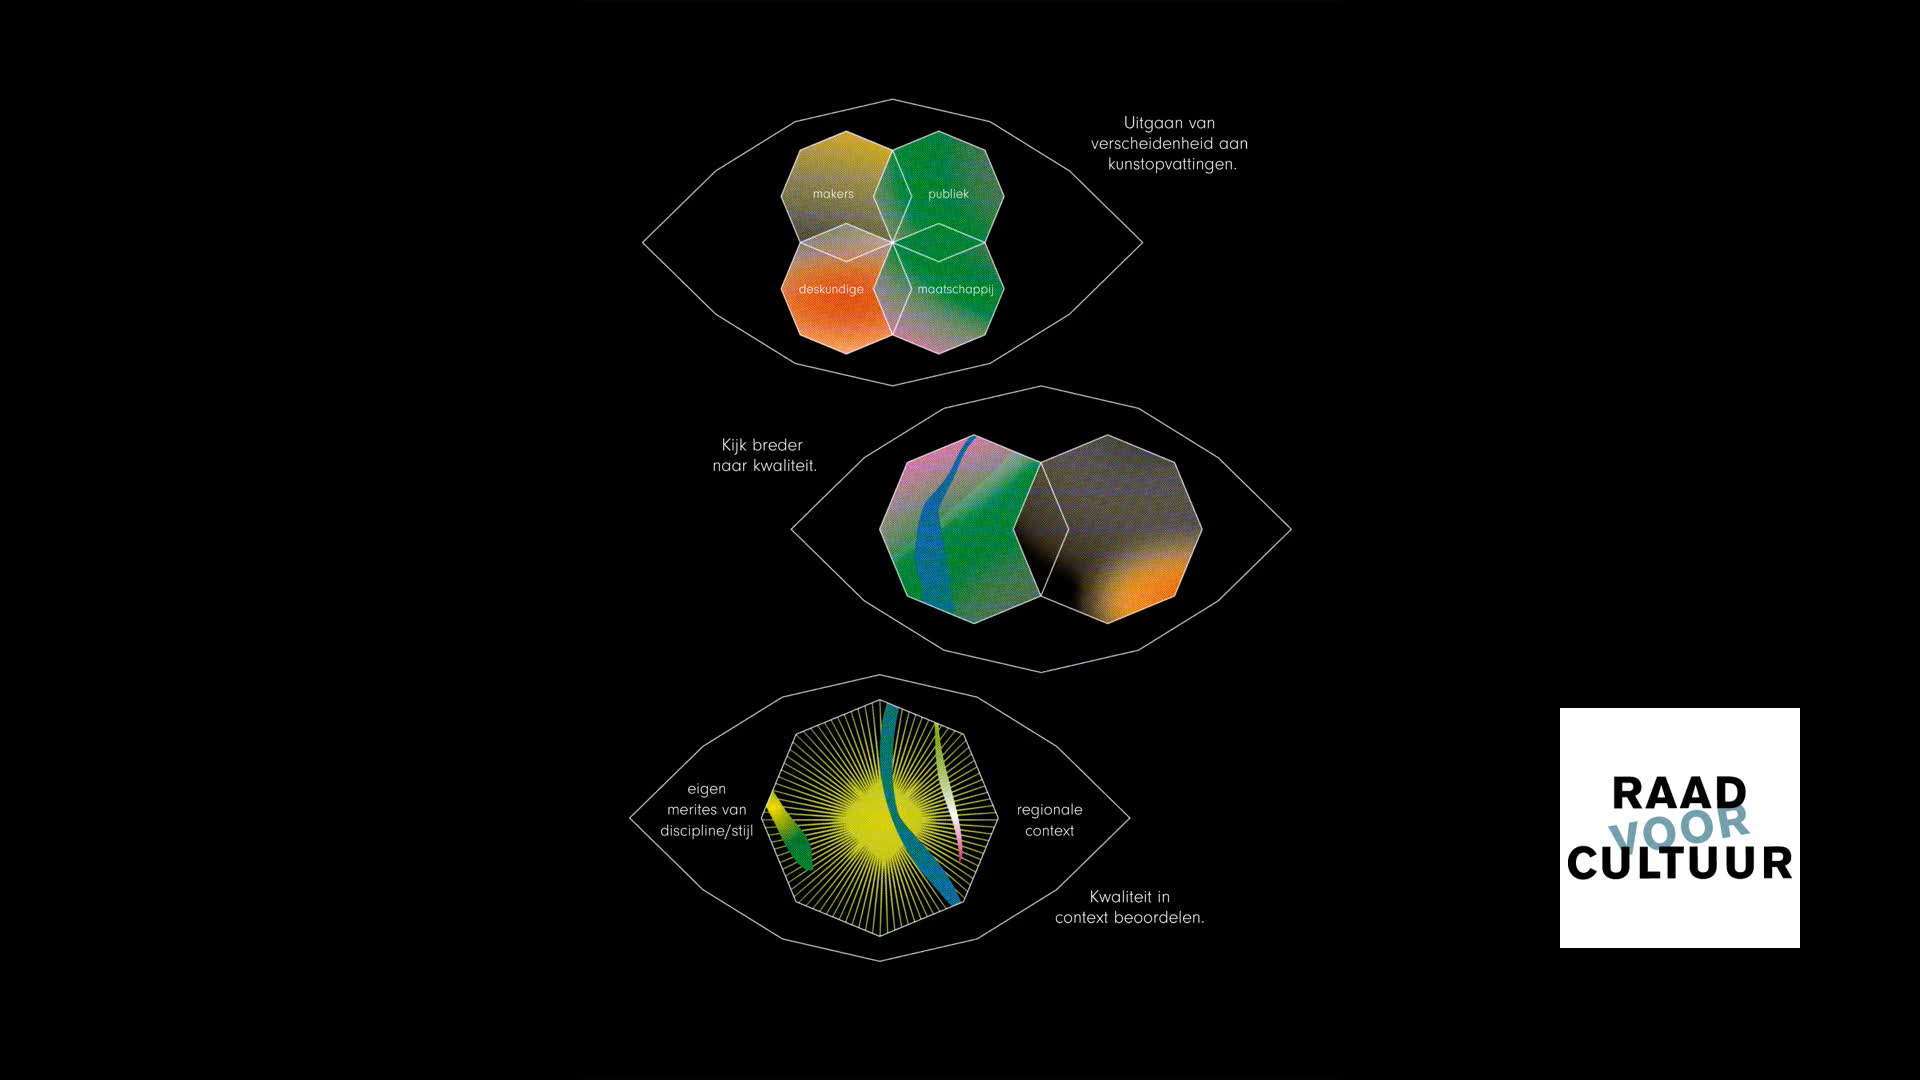 Uitgaan van
verscheidenheid aan
kunstopvattingen.
makers
publiek
deskundige
maatschappij
Kijk breder
naar kwaliteit.
eigen
merites van
discipline/stijl
regionale
context
Kwaliteit in
context beoordelen.
RAAD
VOOR
CULTUUR